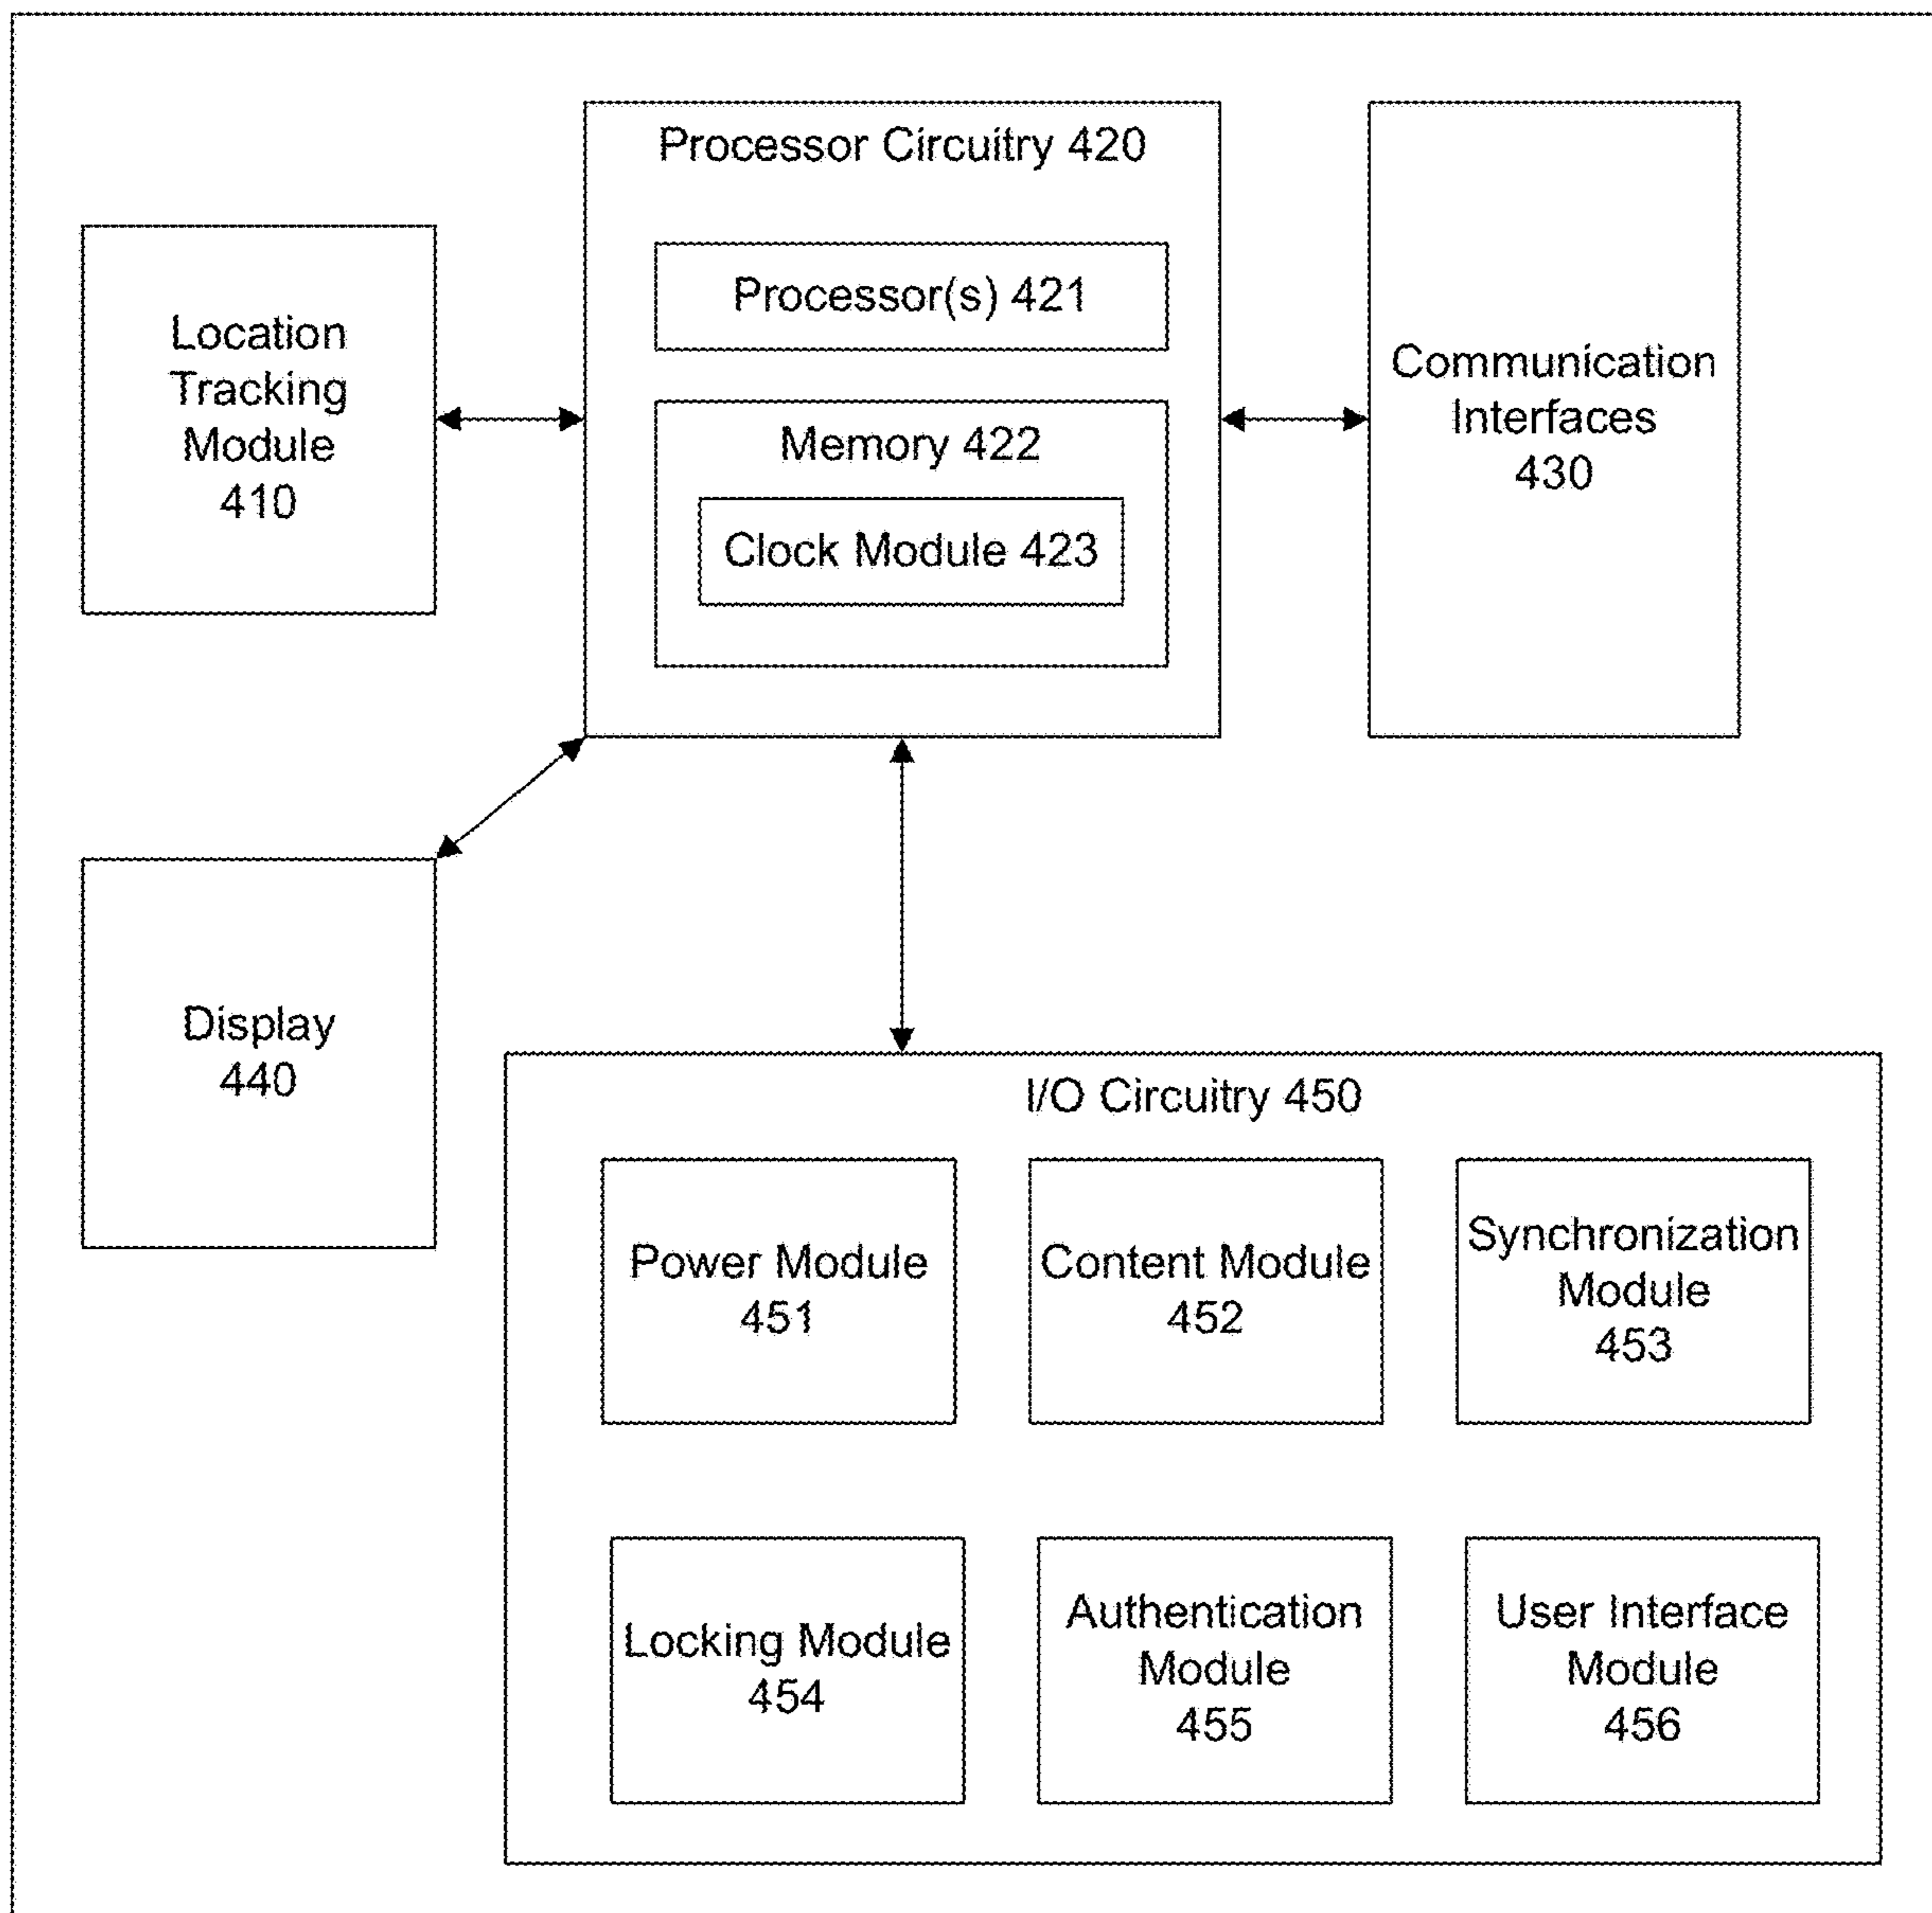 Processor Circuitry 420
Processor(s) 421
Memory 422
Clock Module 423
Location
Tracking
Module
410
Communication
Interfaces
430
Display
440
I/O Circuitry 450
Power Module
451
Content Module
452
Synchronization
Module
453
Locking Module
454
Authentication
Module
455
User Interface
Module
456